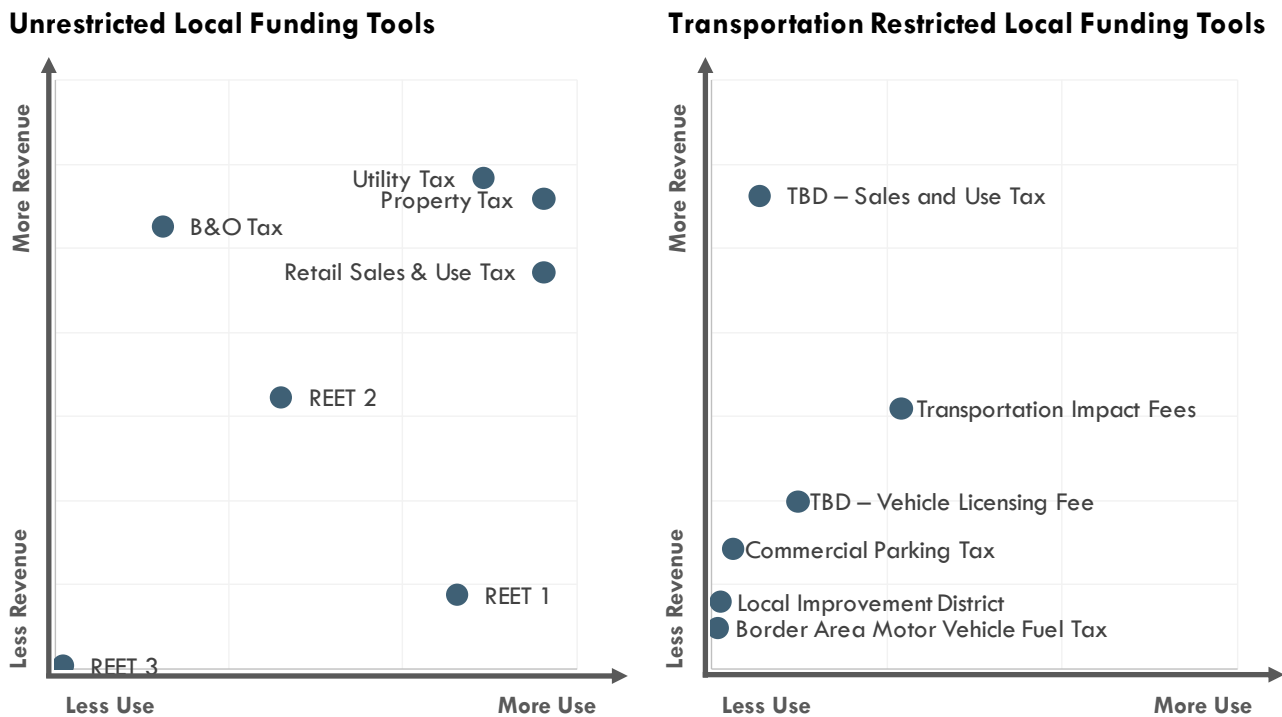 Unrestricted Local Funding Tools
More Revenue
Less Revenue
Utility Tax
Property Tax
B&O Tax
Retail Sales & Use Tax
REET 2
REET 1
REET 3
Less Use
More Use
Transportation Restricted Local Funding Tools
More Revenue
Less Revenue
TBD – Sales and Use Tax
Transportation Impact Fees
TBD – Vehicle Licensing Fee
Commercial Parking Tax
Local Improvement District
Border Area Motor Vehicle Fuel Tax
Less Use
More Use